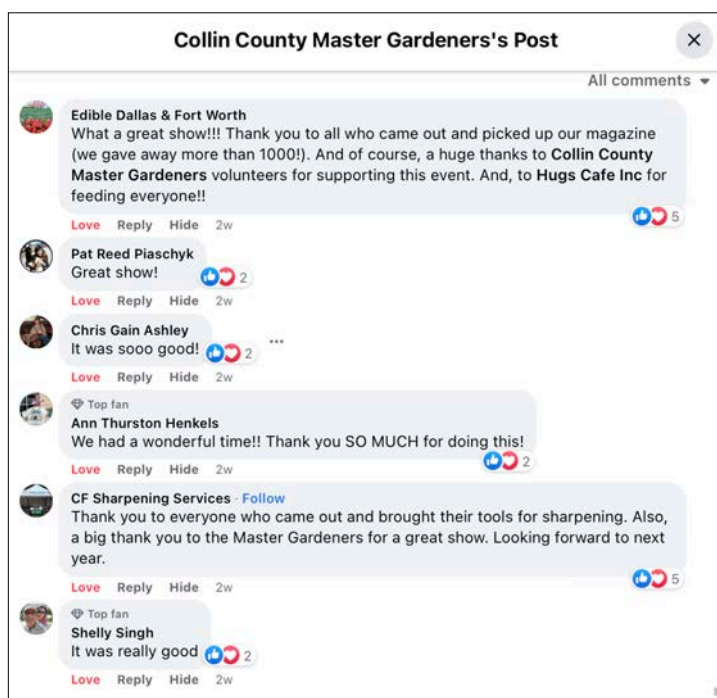 Collin County Master Gardeners's Post
All comments
Edible Dallas & Fort Worth
What a great show!!! Thank you to all who came out and picked up our magazine
(we gave away more than 1000!). And of course, a huge thanks to Collin County
Master Gardeners volunteers for supporting this event. And, to Hugs Cafe Inc for
feeding everyone!!
5
Love Reply Hide 2w
Pat Reed Piaschyk
Great show!
2
Love Reply Hide 2w
Chris Gain Ashley
It was sooo good!
2
Love Reply Hide 2w
Top fan
Ann Thurston Henkels
We had a wonderful time!! Thank you SO MUCH for doing this!
2
Love Reply Hide 2w
CF Sharpening Services · Follow
Thank you to everyone who came out and brought their tools for sharpening. Also,
a big thank you to the Master Gardeners for a great show. Looking forward to next
year.
5
Love Reply Hide 2w
Top fan
Shelly Singh
It was really good
2
Love Reply Hide 2w